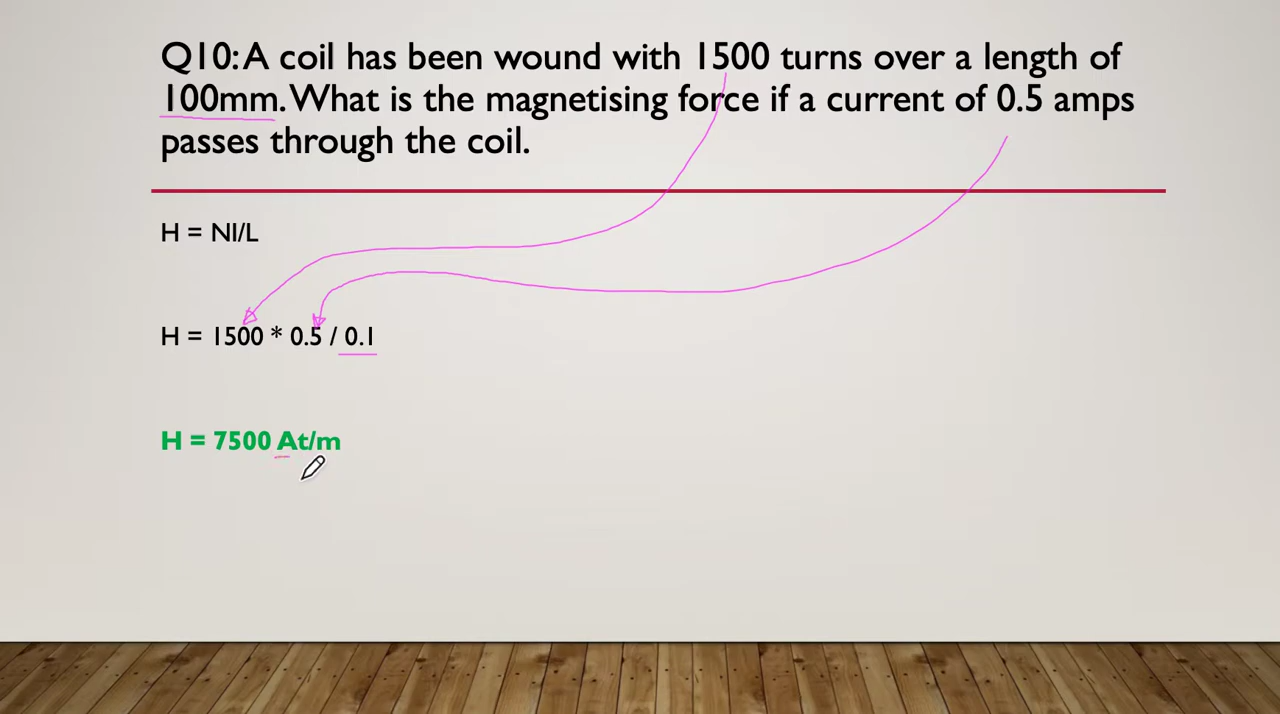 Q10: A coil has been wound with 1500 turns over a length of
100mm. What is the magnetising force if a current of 0.5 amps
passes through the coil.
H = NI/L
H = 1500 * 0.5 / 0.1
H = 7500 At/m